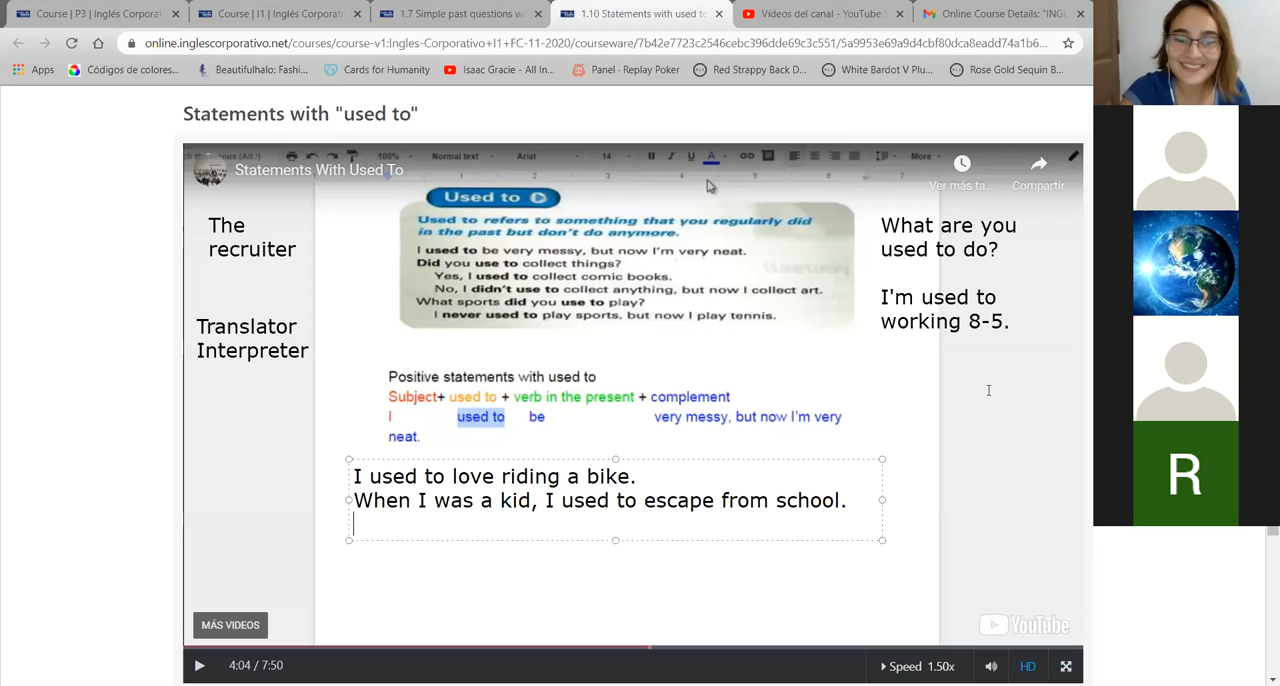 Course | P3 | Inglés Corporat
Course | I1 | Inglés Corporati
1.7 Simple past questions w
1.10 Statements with used to
Vídeos del canal - YouTube S
Online Course Details: "INGL
online.inglescorporativo.net/courses/course-v1:Ingles-Corporativo+I1+FC-11-2020/courseware/7b42e7723c2546cebc396dde69c3c551/5a9953e69a9d4cbf80dca8eadd74a1b6...
Apps
Códigos de colores...
Beautifulhalo: Fashi...
Cards for Humanity
Isaac Gracie - All In...
Panel · Replay Poker
Red Strappy Back D...
White Bardot V Plu...
Rose Gold Sequin B...
Statements with "used to"
100%
Normal text
Arial
14
B I U A
More
Statements With Used To
Ver más ta...
Compartir
Used to
Used to refers to something that you regularly did
in the past but don't do anymore.
I used to be very messy, but now I'm very neat.
Did you use to collect things?
Yes, I used to collect comic books.
No, I didn't use to collect anything, but now I collect art.
What sports did you use to play?
I never used to play sports, but now I play tennis.
The
recruiter
Translator
Interpreter
What are you
used to do?
I'm used to
working 8-5.
Positive statements with used to
Subject+ used to + verb in the present + complement
I used to be very messy, but now I'm very
neat.
I used to love riding a bike.
When I was a kid, I used to escape from school.
MÁS VIDEOS
YouTube
4:04 / 7:50
Speed 1.50x
HD
R